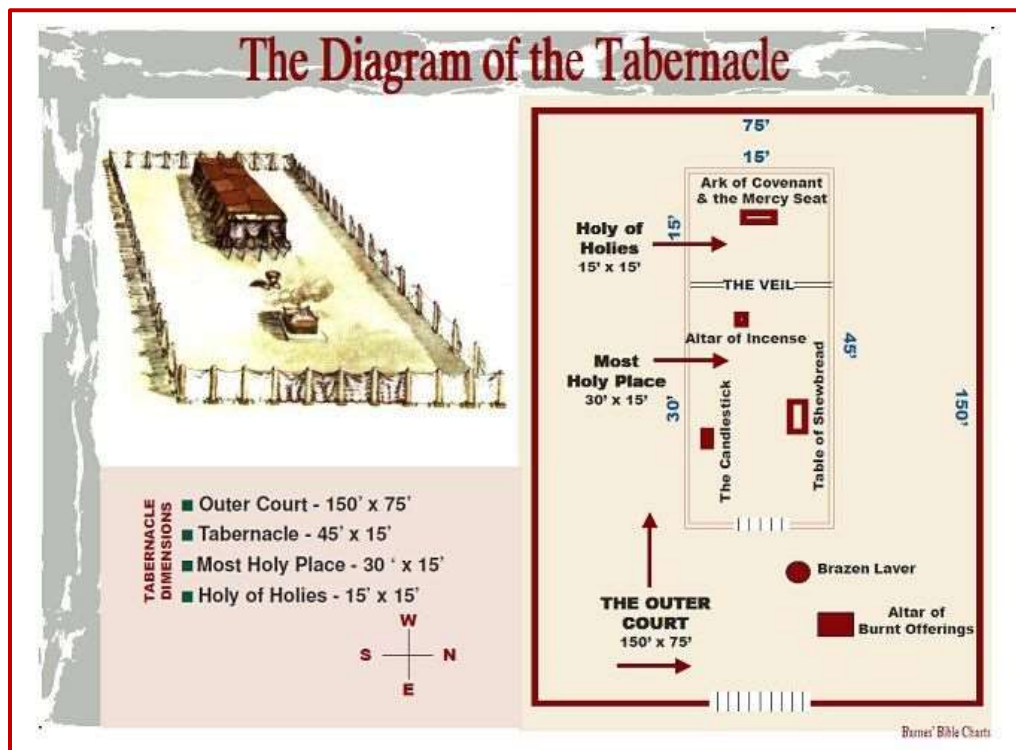 The Diagram of the Tabernacle
75'
15'
Ark of Covenant
& the Mercy Seat
15'
Holy of
Holies
15' x 15'
THE VEIL
Altar of Incense
45'
Most
Holy Place
30' x 15'
30'
The Candlestick
Table of Shewbread
150'
TABERNACLE
DIMENSIONS
Outer Court - 150' x 75'
Tabernacle - 45' x 15'
Most Holy Place - 30 ' x 15'
Holy of Holies - 15' x 15'
W
S N
E
Brazen Laver
THE OUTER
COURT
150' x 75'
Altar of
Burnt Offerings
Barnes' Bible Charts